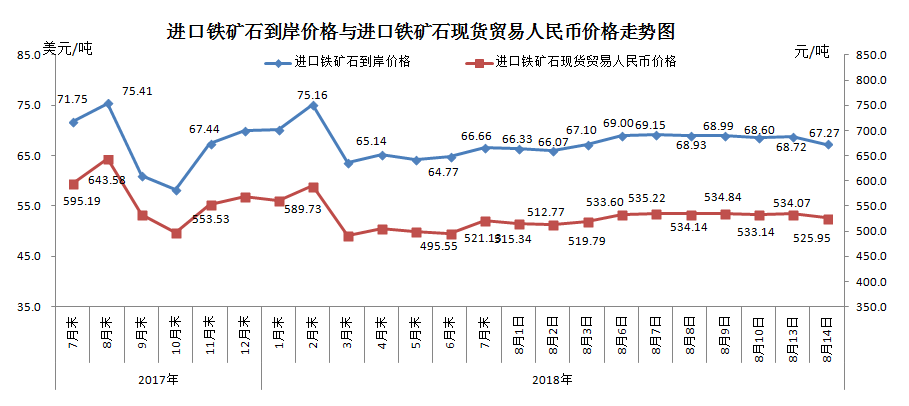 进口铁矿石到岸价格与进口铁矿石现货贸易人民币价格走势图
美元/吨
元/吨
进口铁矿石到岸价格
进口铁矿石现货贸易人民币价格
85.0
75.0
65.0
55.0
45.0
35.0
850.0
800.0
750.0
700.0
650.0
600.0
550.0
500.0
450.0
400.0
350.0
71.75
75.41
67.44
75.16
65.14
64.77
66.66
66.33
66.07
67.10
69.00
69.15
68.93
68.99
68.60
68.72
67.27
595.19
643.58
553.53
589.73
495.55
521.15
515.34
512.77
519.79
533.60
535.22
534.14
534.84
533.14
534.07
525.95
7月末
8月末
9月末
10月末
11月末
12月末
1月末
2月末
3月末
4月末
5月末
6月末
7月末
8月1日
8月2日
8月3日
8月6日
8月7日
8月8日
8月9日
8月10日
8月13日
8月14日
2017年
2018年